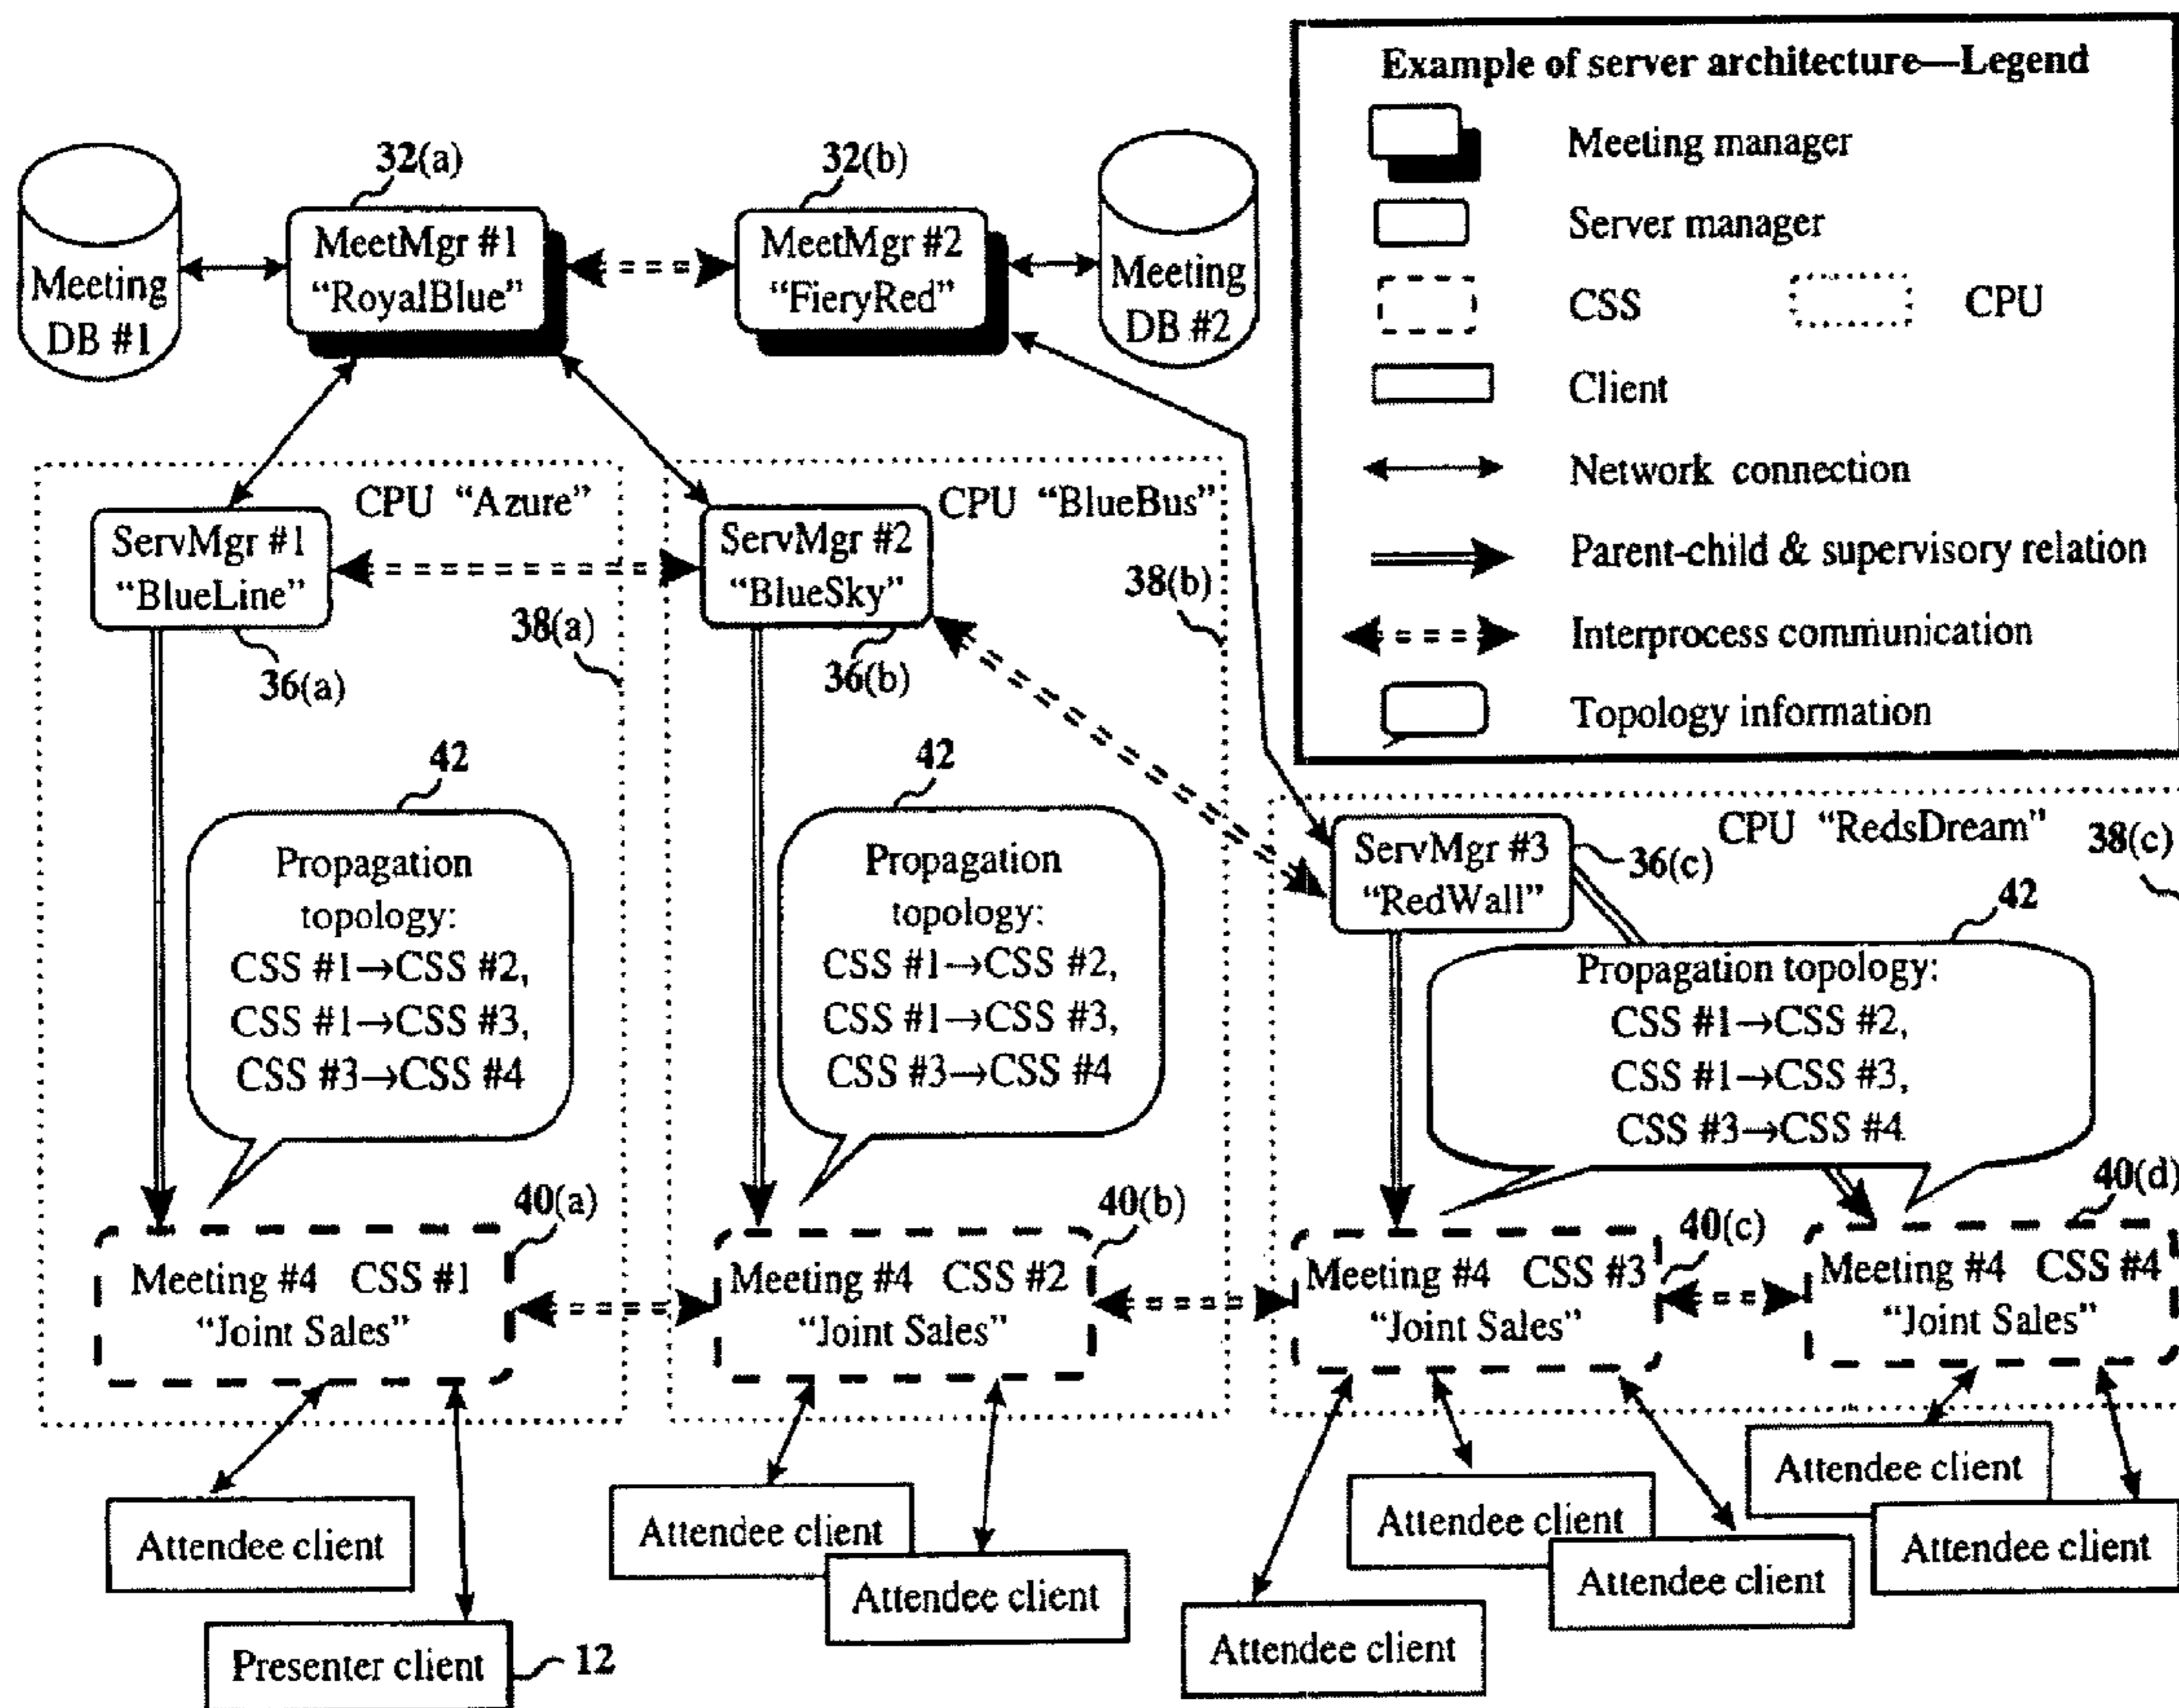 Example of server architecture—Legend
Meeting manager
Server manager
CSS
CPU
Client
Network connection
Parent-child & supervisory relation
Interprocess communication
Topology information
32(a)
32(b)
Meeting
DB #1
MeetMgr #1
“RoyalBlue”
MeetMgr #2
“FieryRed”
Meeting
DB #2
CPU “Azure”
CPU “BlueBus”
ServMgr #1
“BlueLine”
ServMgr #2
“BlueSky”
38(a)
38(b)
36(a)
36(b)
CPU “RedsDream”
38(c)
ServMgr #3
“RedWall”
36(c)
42
Propagation
topology:
CSS #1→CSS #2,
CSS #1→CSS #3,
CSS #3→CSS #4
42
Propagation
topology:
CSS #1→CSS #2,
CSS #1→CSS #3,
CSS #3→CSS #4
42
Propagation topology:
CSS #1→CSS #2,
CSS #1→CSS #3,
CSS #3→CSS #4
40(a)
40(b)
40(c)
40(d)
Meeting #4 CSS #1
“Joint Sales”
Meeting #4 CSS #2
“Joint Sales”
Meeting #4 CSS #3
“Joint Sales”
Meeting #4 CSS #4
“Joint Sales”
Attendee client
Presenter client
12
Attendee client
Attendee client
Attendee client
Attendee client
Attendee client
Attendee client
Attendee client